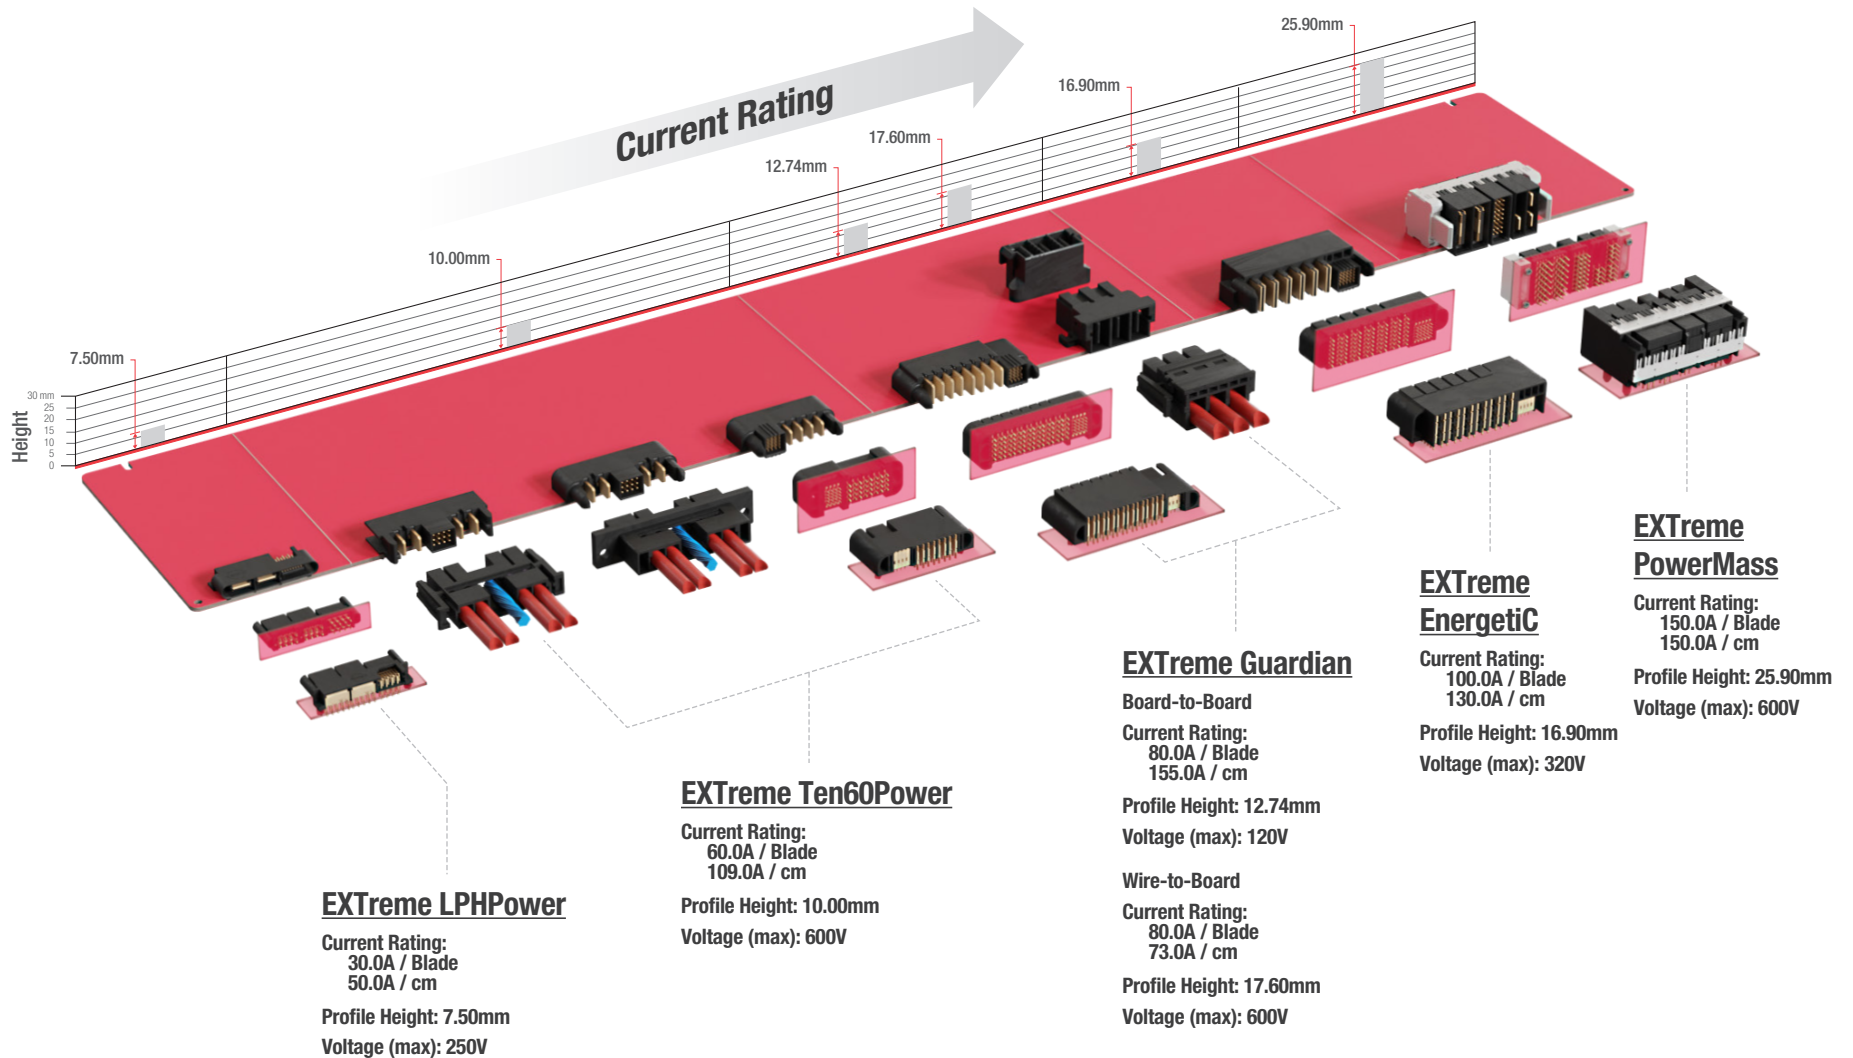 Current Rating
25.90mm
16.90mm
17.60mm
12.74mm
10.00mm
7.50mm
Height
30 mm
25
20
15
10
5
0
EXTreme LPHPower
Current Rating:
30.0A / Blade
50.0A / cm
Profile Height: 7.50mm
Voltage (max): 250V
EXTreme Ten60Power
Current Rating:
60.0A / Blade
109.0A / cm
Profile Height: 10.00mm
Voltage (max): 600V
EXTreme Guardian
Board-to-Board
Current Rating:
80.0A / Blade
155.0A / cm
Profile Height: 12.74mm
Voltage (max): 120V
Wire-to-Board
Current Rating:
80.0A / Blade
73.0A / cm
Profile Height: 17.60mm
Voltage (max): 600V
EXTreme
EnergetiC
Current Rating:
100.0A / Blade
130.0A / cm
Profile Height: 16.90mm
Voltage (max): 320V
EXTreme
PowerMass
Current Rating:
150.0A / Blade
150.0A / cm
Profile Height: 25.90mm
Voltage (max): 600V